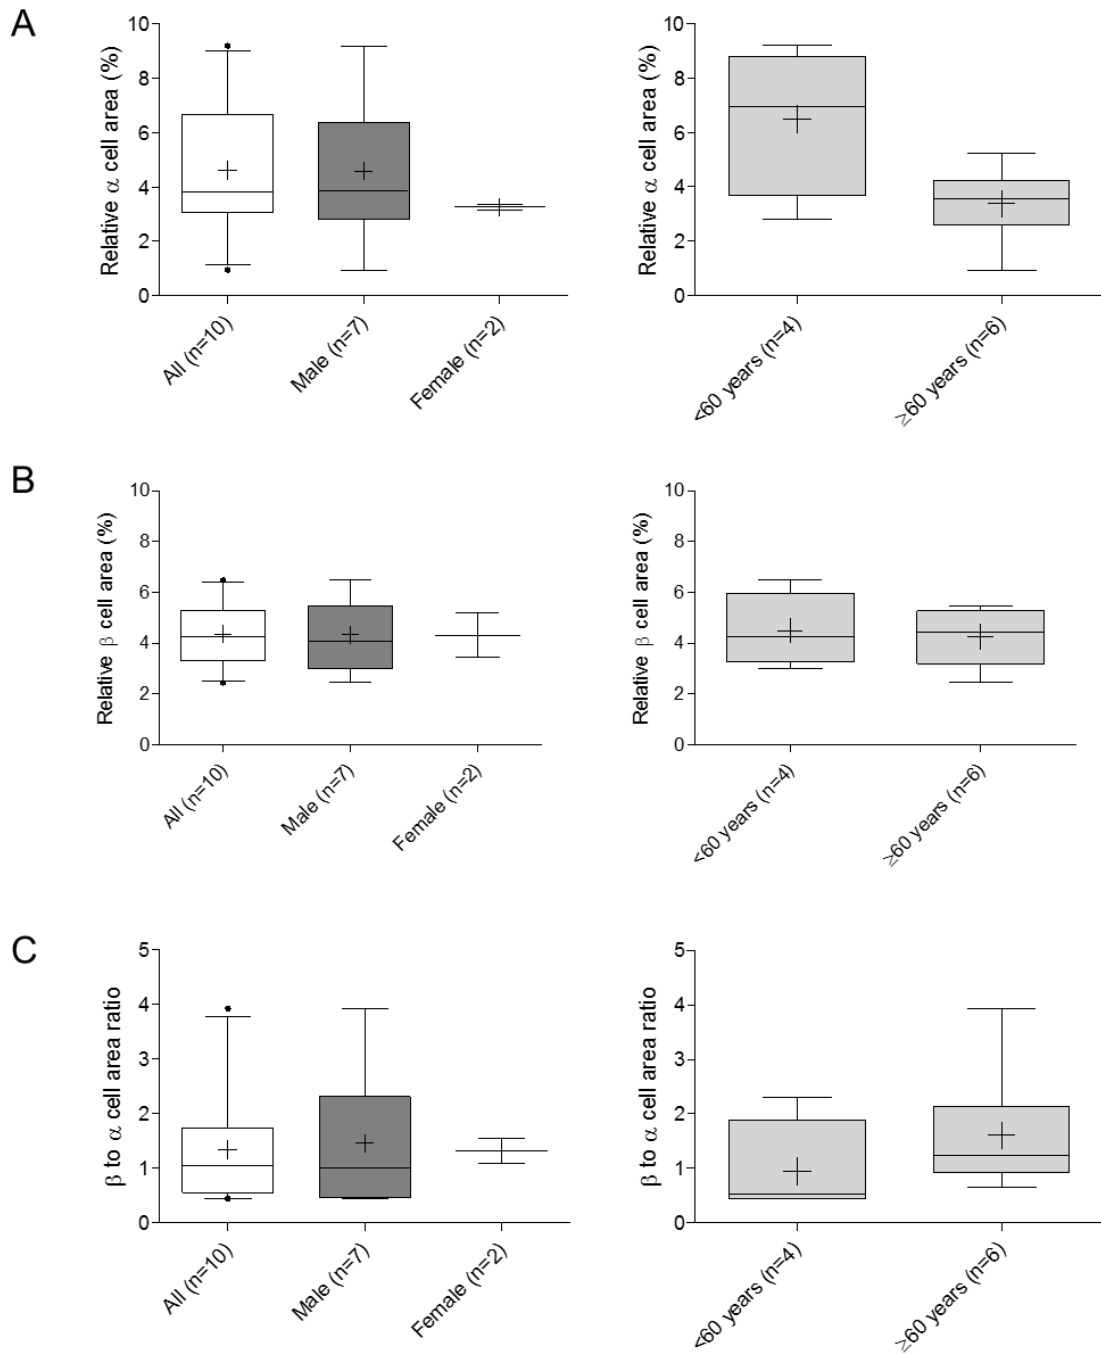 A
Relative α cell area (%)
10
8
6
4
2
0
All (n=10)
Male (n=7)
Female (n=2)
Relative α cell area (%)
10
8
6
4
2
0
<60 years (n=4)
≥60 years (n=6)
B
Relative β cell area (%)
10
8
6
4
2
0
All (n=10)
Male (n=7)
Female (n=2)
Relative β cell area (%)
10
8
6
4
2
0
<60 years (n=4)
≥60 years (n=6)
C
β to α cell area ratio
5
4
3
2
1
0
All (n=10)
Male (n=7)
Female (n=2)
β to α cell area ratio
5
4
3
2
1
0
<60 years (n=4)
≥60 years (n=6)